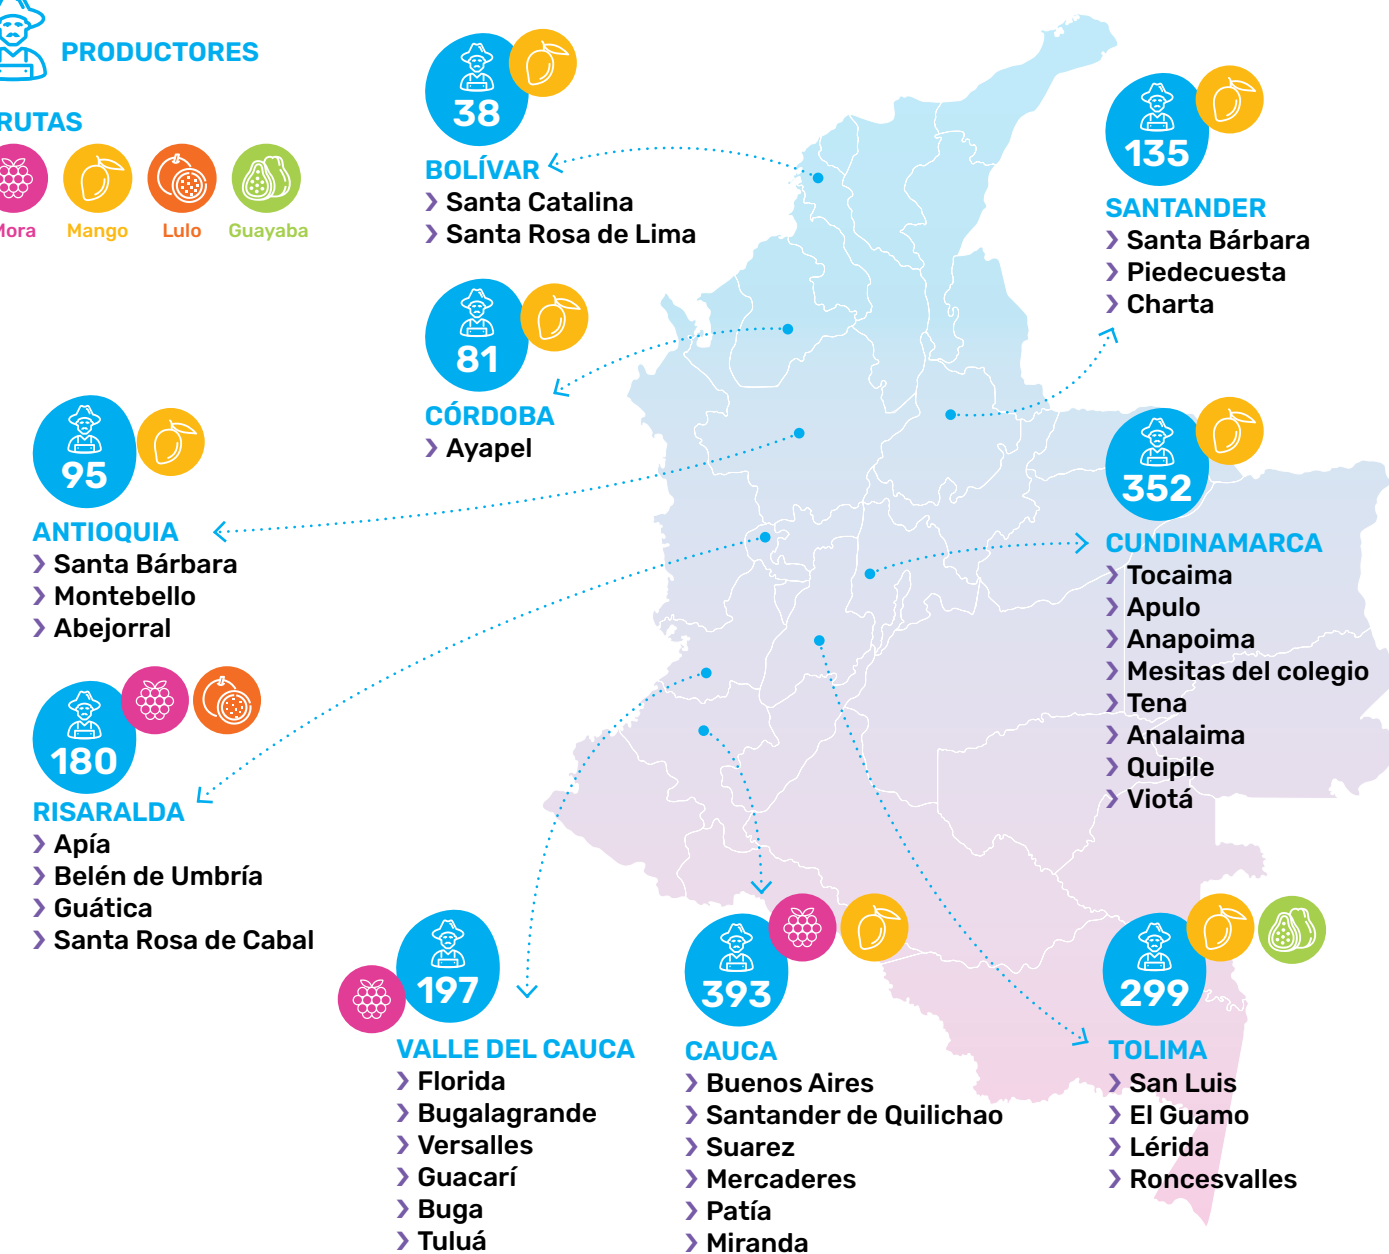 PRODUCTORES
RUTAS
Mora
Mango
Lulo
Guayaba
38
BOLÍVAR
Santa Catalina
Santa Rosa de Lima
135
SANTANDER
Santa Bárbara
Piedecuesta
Charta
81
CÓRDOBA
Ayapel
95
ANTIOQUIA
Santa Bárbara
Montebello
Abejorral
352
CUNDINAMARCA
Tocaima
Apulo
Anapoima
Mesitas del colegio
Tena
Analaima
Quipile
Viotá
180
RISARALDA
Apía
Belén de Umbría
Guática
Santa Rosa de Cabal
197
VALLE DEL CAUCA
Florida
Bugalagrande
Versalles
Guacarí
Buga
Tuluá
393
CAUCA
Buenos Aires
Santander de Quilichao
Suarez
Mercaderes
Patía
Miranda
299
TOLIMA
San Luis
El Guamo
Lérida
Roncesvalles